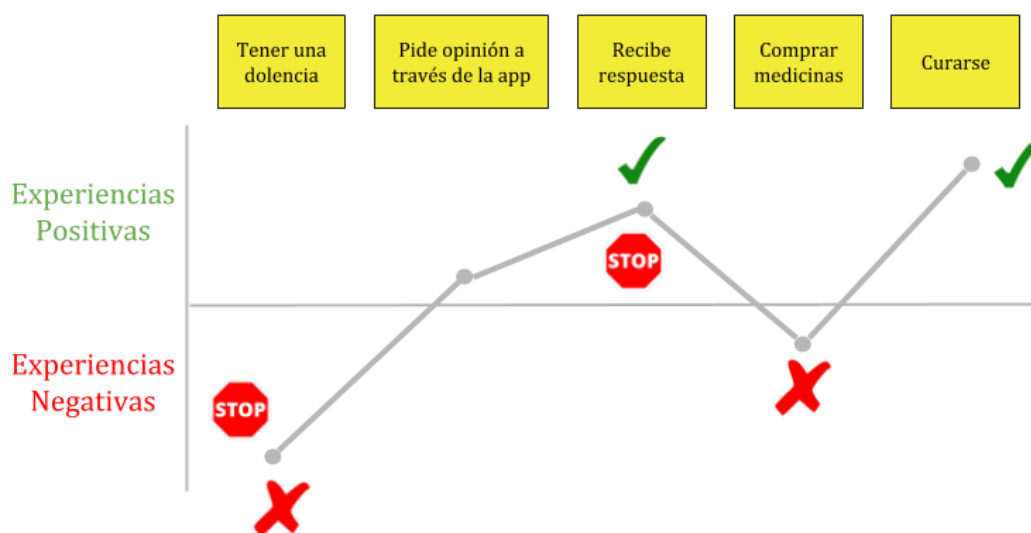 Tener una
dolencia
Pide opinión a
través de la app
Recibe
respuesta
Comprar
medicinas
Curarse
Experiencias
Positivas
STOP
Experiencias
Negativas
STOP